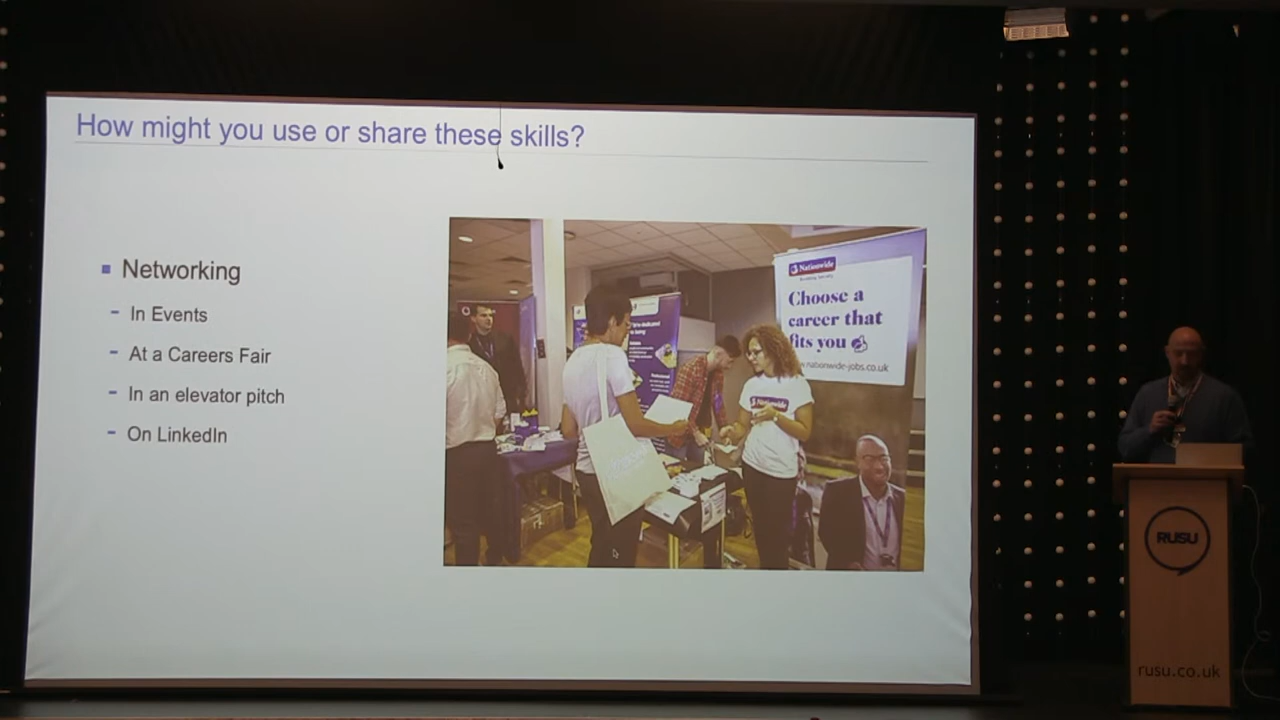 How might you use or share these skills?
Networking
- In Events
- At a Careers Fair
- In an elevator pitch
- On LinkedIn
Nationwide
Choose a
career that
fits you
nationwide-jobs.co.uk
Nationwide
RUSU
rusu.co.uk